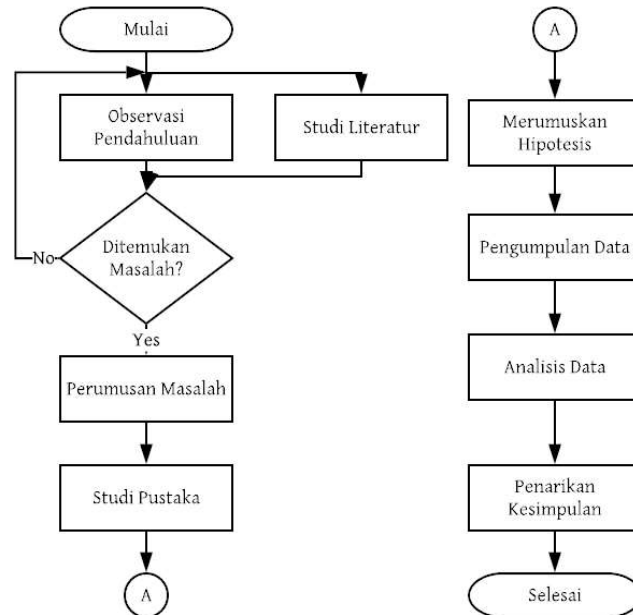 Mulai
Observasi
Pendahuluan
Studi Literatur
Ditemukan
Masalah?
No
Yes
Perumusan Masalah
Studi Pustaka
A
A
Merumuskan
Hipotesis
Pengumpulan Data
Analisis Data
Penarikan
Kesimpulan
Selesai